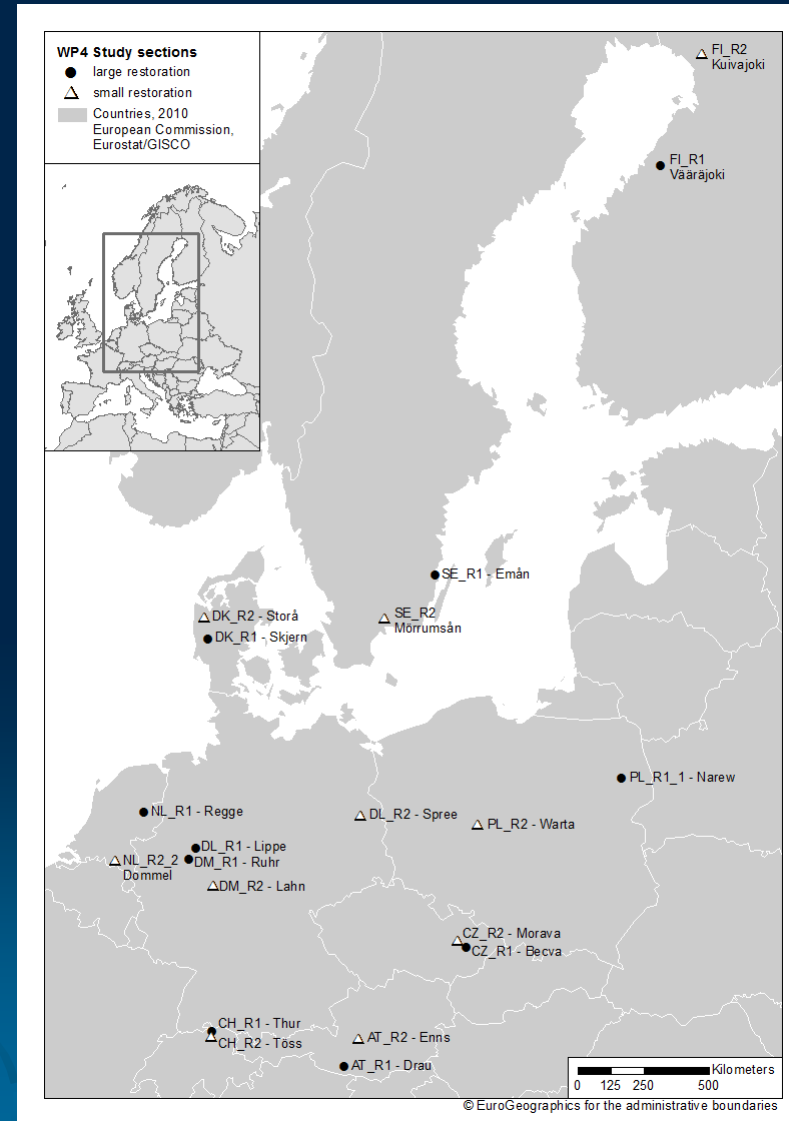 WP4 Study sections
large restoration
small restoration
Countries, 2010
European Commission,
Eurostat/GISCO
FI_R2
Kuivajoki
FI_R1
Vääräjoki
SE_R1 - Emån
SE_R2
Mörrumsån
DK_R2 - Storå
DK_R1 - Skjern
PL_R1_1 - Narew
NL_R1 - Regge
DL_R2 - Spree
PL_R2 - Warta
DL_R1 - Lippe
NL_R2_2
Dommel
DM_R1 - Ruhr
DM_R2 - Lahn
CZ_R2 - Morava
CZ_R1 - Becva
CH_R1 - Thur
CH_R2 - Töss
AT_R2 - Enns
AT_R1 - Drau
Kilometers
0 125 250 500
© EuroGeographics for the administrative boundaries